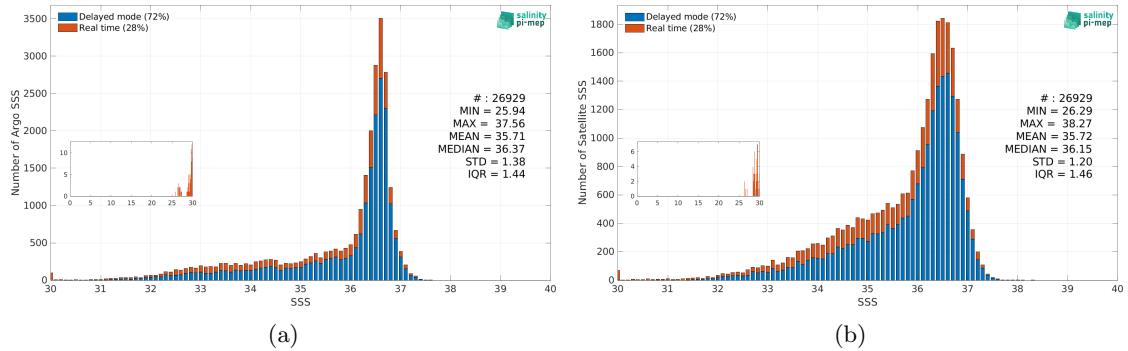 Delayed mode (72%)
Real time (28%)
salinity
pi-mep
Number of Argo SSS
3500
3000
2500
2000
1500
1000
500
0
# : 26929
MIN = 25.94
MAX = 37.56
MEAN = 35.71
MEDIAN = 36.37
STD = 1.38
IQR = 1.44
10
5
0
0 5 10 15 20 25 30
30 31 32 33 34 35 36 37 38 39 40
SSS
(a)
Delayed mode (72%)
Real time (28%)
salinity
pi-mep
Number of Satellite SSS
1800
1600
1400
1200
1000
800
600
400
200
0
# : 26929
MIN = 26.29
MAX = 38.27
MEAN = 35.72
MEDIAN = 36.15
STD = 1.20
IQR = 1.46
6
4
2
0
0 5 10 15 20 25 30
30 31 32 33 34 35 36 37 38 39 40
SSS
(b)